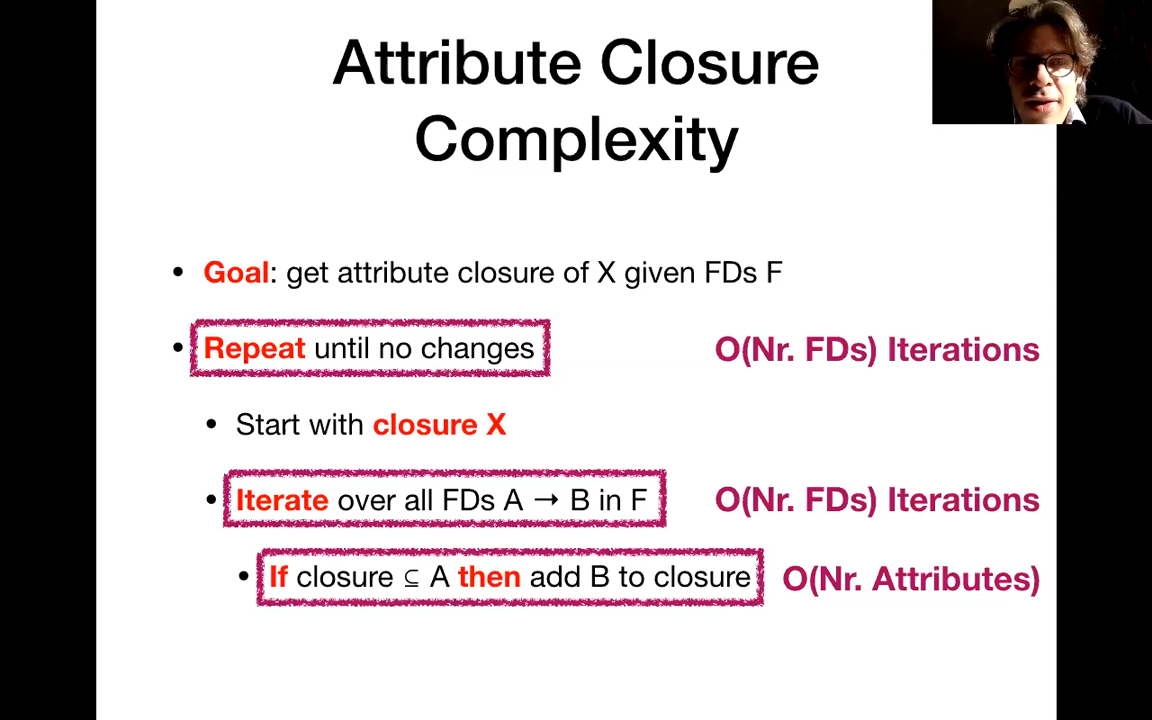 Attribute Closure
Complexity
• Goal: get attribute closure of X given FDs F
• Repeat until no changes O(Nr. FDs) Iterations
• Start with closure X
• Iterate over all FDs A → B in F O(Nr. FDs) Iterations
• If closure ⊆ A then add B to closure O(Nr. Attributes)